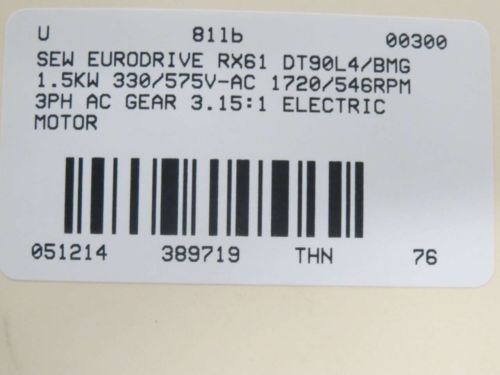 U 81lb 00300
SEW EURODRIVE RX61 DT90L4/BMG
1.5KW 330/575V-AC 1720/546RPM
3PH AC GEAR 3.15:1 ELECTRIC
MOTOR
051214 389719 THN 76